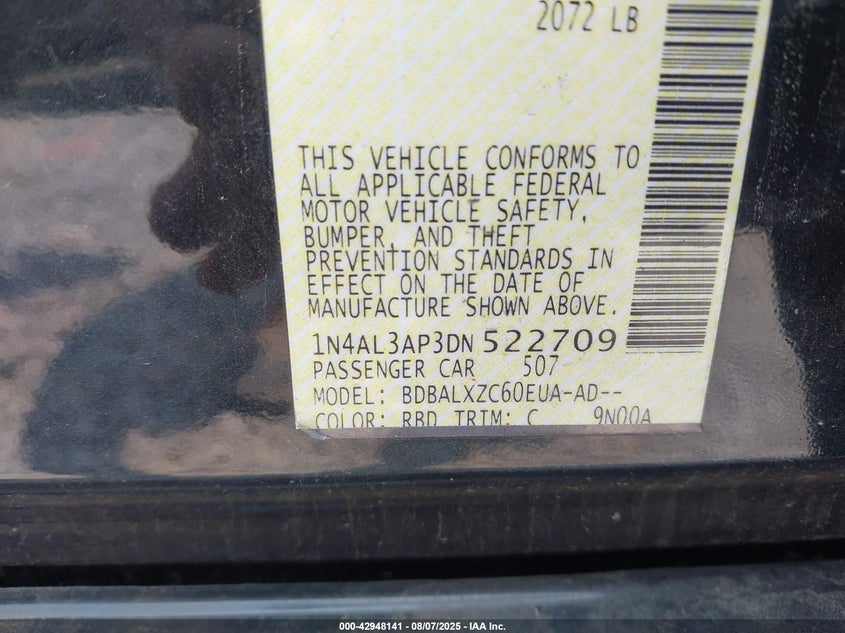 2072 LB
THIS VEHICLE CONFORMS TO
ALL APPLICABLE FEDERAL
MOTOR VEHICLE SAFETY,
BUMPER, AND THEFT
PREVENTION STANDARDS IN
EFFECT ON THE DATE OF
MANUFACTURE SHOWN ABOVE.
1N4AL3AP3DN522709
PASSENGER CAR 507
MODEL: BDBALXZC60EUA-AD--
COLOR: RBD TRIM: C 9N00A
000-42948141 - 08/07/2025 - IAA Inc.